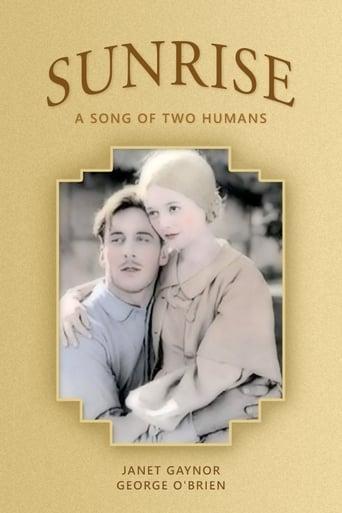 SUNRISE
A SONG OF TWO HUMANS
JANET GAYNOR
GEORGE O'BRIEN